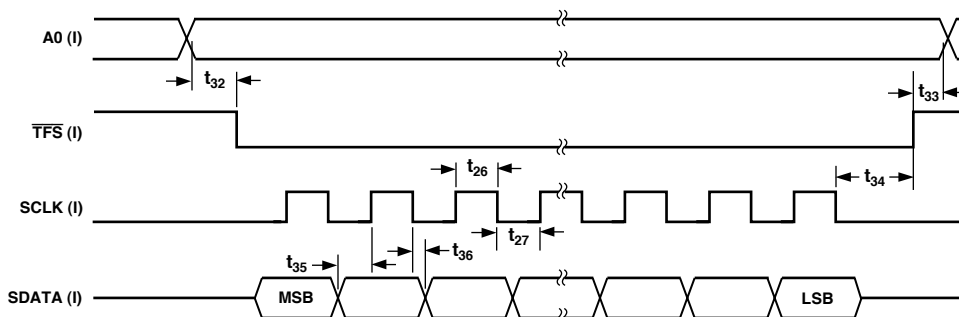 A0 (I)
t32
t33
TFS (I)
t26
t34
SCLK (I)
t27
t35
t36
SDATA (I)
MSB
LSB